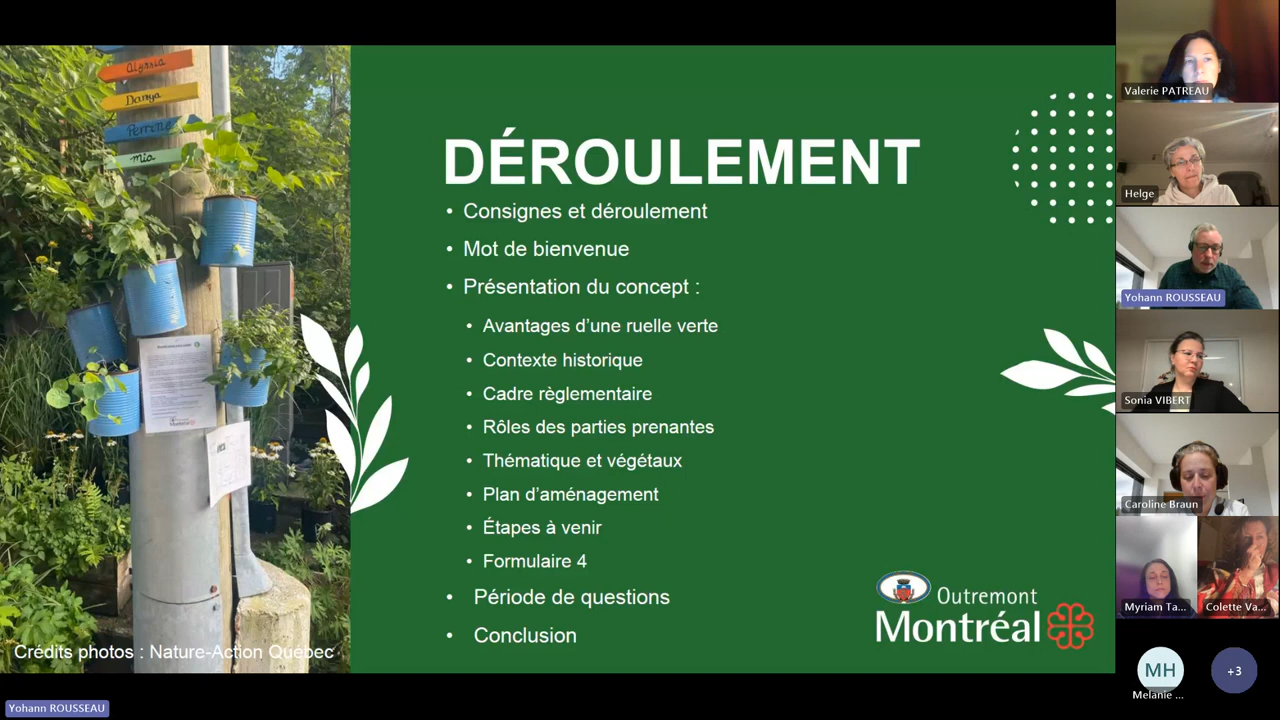 Alyssia
Danya
Perrine
mia
DÉROULEMENT
• Consignes et déroulement
• Mot de bienvenue
• Présentation du concept :
• Avantages d'une ruelle verte
• Contexte historique
• Cadre règlementaire
• Rôles des parties prenantes
• Thématique et végétaux
• Plan d'aménagement
• Étapes à venir
• Formulaire 4
• Période de questions
• Conclusion
Outremont
Montréal
Crédits photos : Nature-Action Québec
Yohann ROUSSEAU
Valerie PATREAU
Helge
Yohann ROUSSEAU
Sonia VIBERT
Caroline Braun
Myriam Ta...
Colette Va...
MH
Melanie ...
+3